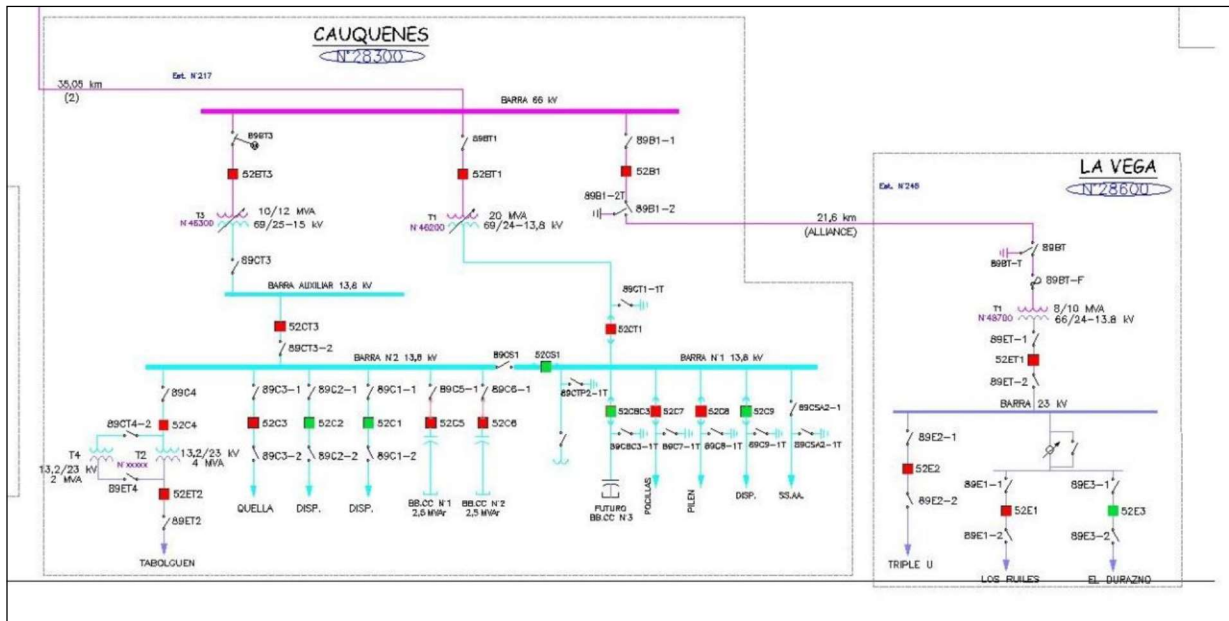 CAUQUENES
N°28300
Est. N°217
35,05 km
(2)
BARRA 66 kV
89BT3
89BT1
89B1-1
52BT3
52BT1
52B1
89B1-2T
89B1-2
T3
N°46300
10/12 MVA
69/25-15 kV
T1
N°46200
20 MVA
69/24-13,8 kV
21,6 km
(ALLIANCE)
89CT3
BARRA AUXILIAR 13,8 kV
89CT1-1T
52CT3
52CT1
89CT3-2
BARRA N°2 13,8 kV
89CS1
52CS1
BARRA N°1 13,8 kV
89C4
89C3-1
89C2-1
89C1-1
89C5-1
89C6-1
89CTP2-1T
89CSA2-1
52C4
52C3
52C2
52C1
52C5
52C6
52C8C3
52C7
52C8
52C9
89CT4-2
89C8C3-1T
89C7-1T
89C8-1T
89C9-1T
89CSA2-1T
T4
13,2/23 kV
2 MVA
T2
N°xxxxx
13,2/23 kV
4 MVA
89C3-2
89C2-2
89C1-2
89ET4
52ET2
89ET2
TABOLGUEN
QUELLA
DISP.
DISP.
BB.CC N°1
2,5 MVAr
BB.CC N°2
2,5 MVAr
FUTURO
BB.CC N°3
POCILLAS
PILEN
DISP.
SS.AA.
LA VEGA
N°28600
Est. N°248
89BT
89BT-T
89BT-F
T1
N°48700
8/10 MVA
66/24-13.8 kV
89ET-1
52ET1
89ET-2
BARRA 23 kV
89E2-1
52E2
89E2-2
89E1-1
89E3-1
52E1
52E3
89E1-2
89E3-2
TRIPLE U
LOS RUILES
EL DURAZNO